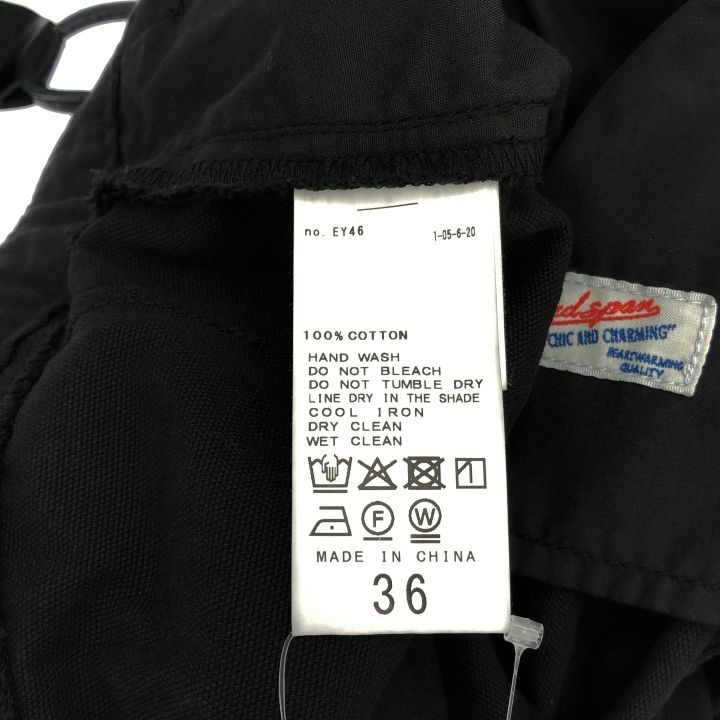 no. EY46 1-05-6-20
100% COTTON
HAND WASH
DO NOT BLEACH
DO NOT TUMBLE DRY
LINE DRY IN THE SHADE
COOL IRON
DRY CLEAN
WET CLEAN
F W
MADE IN CHINA
36
span
"CHIC AND CHARMING"
HEARTWARMING
QUALITY